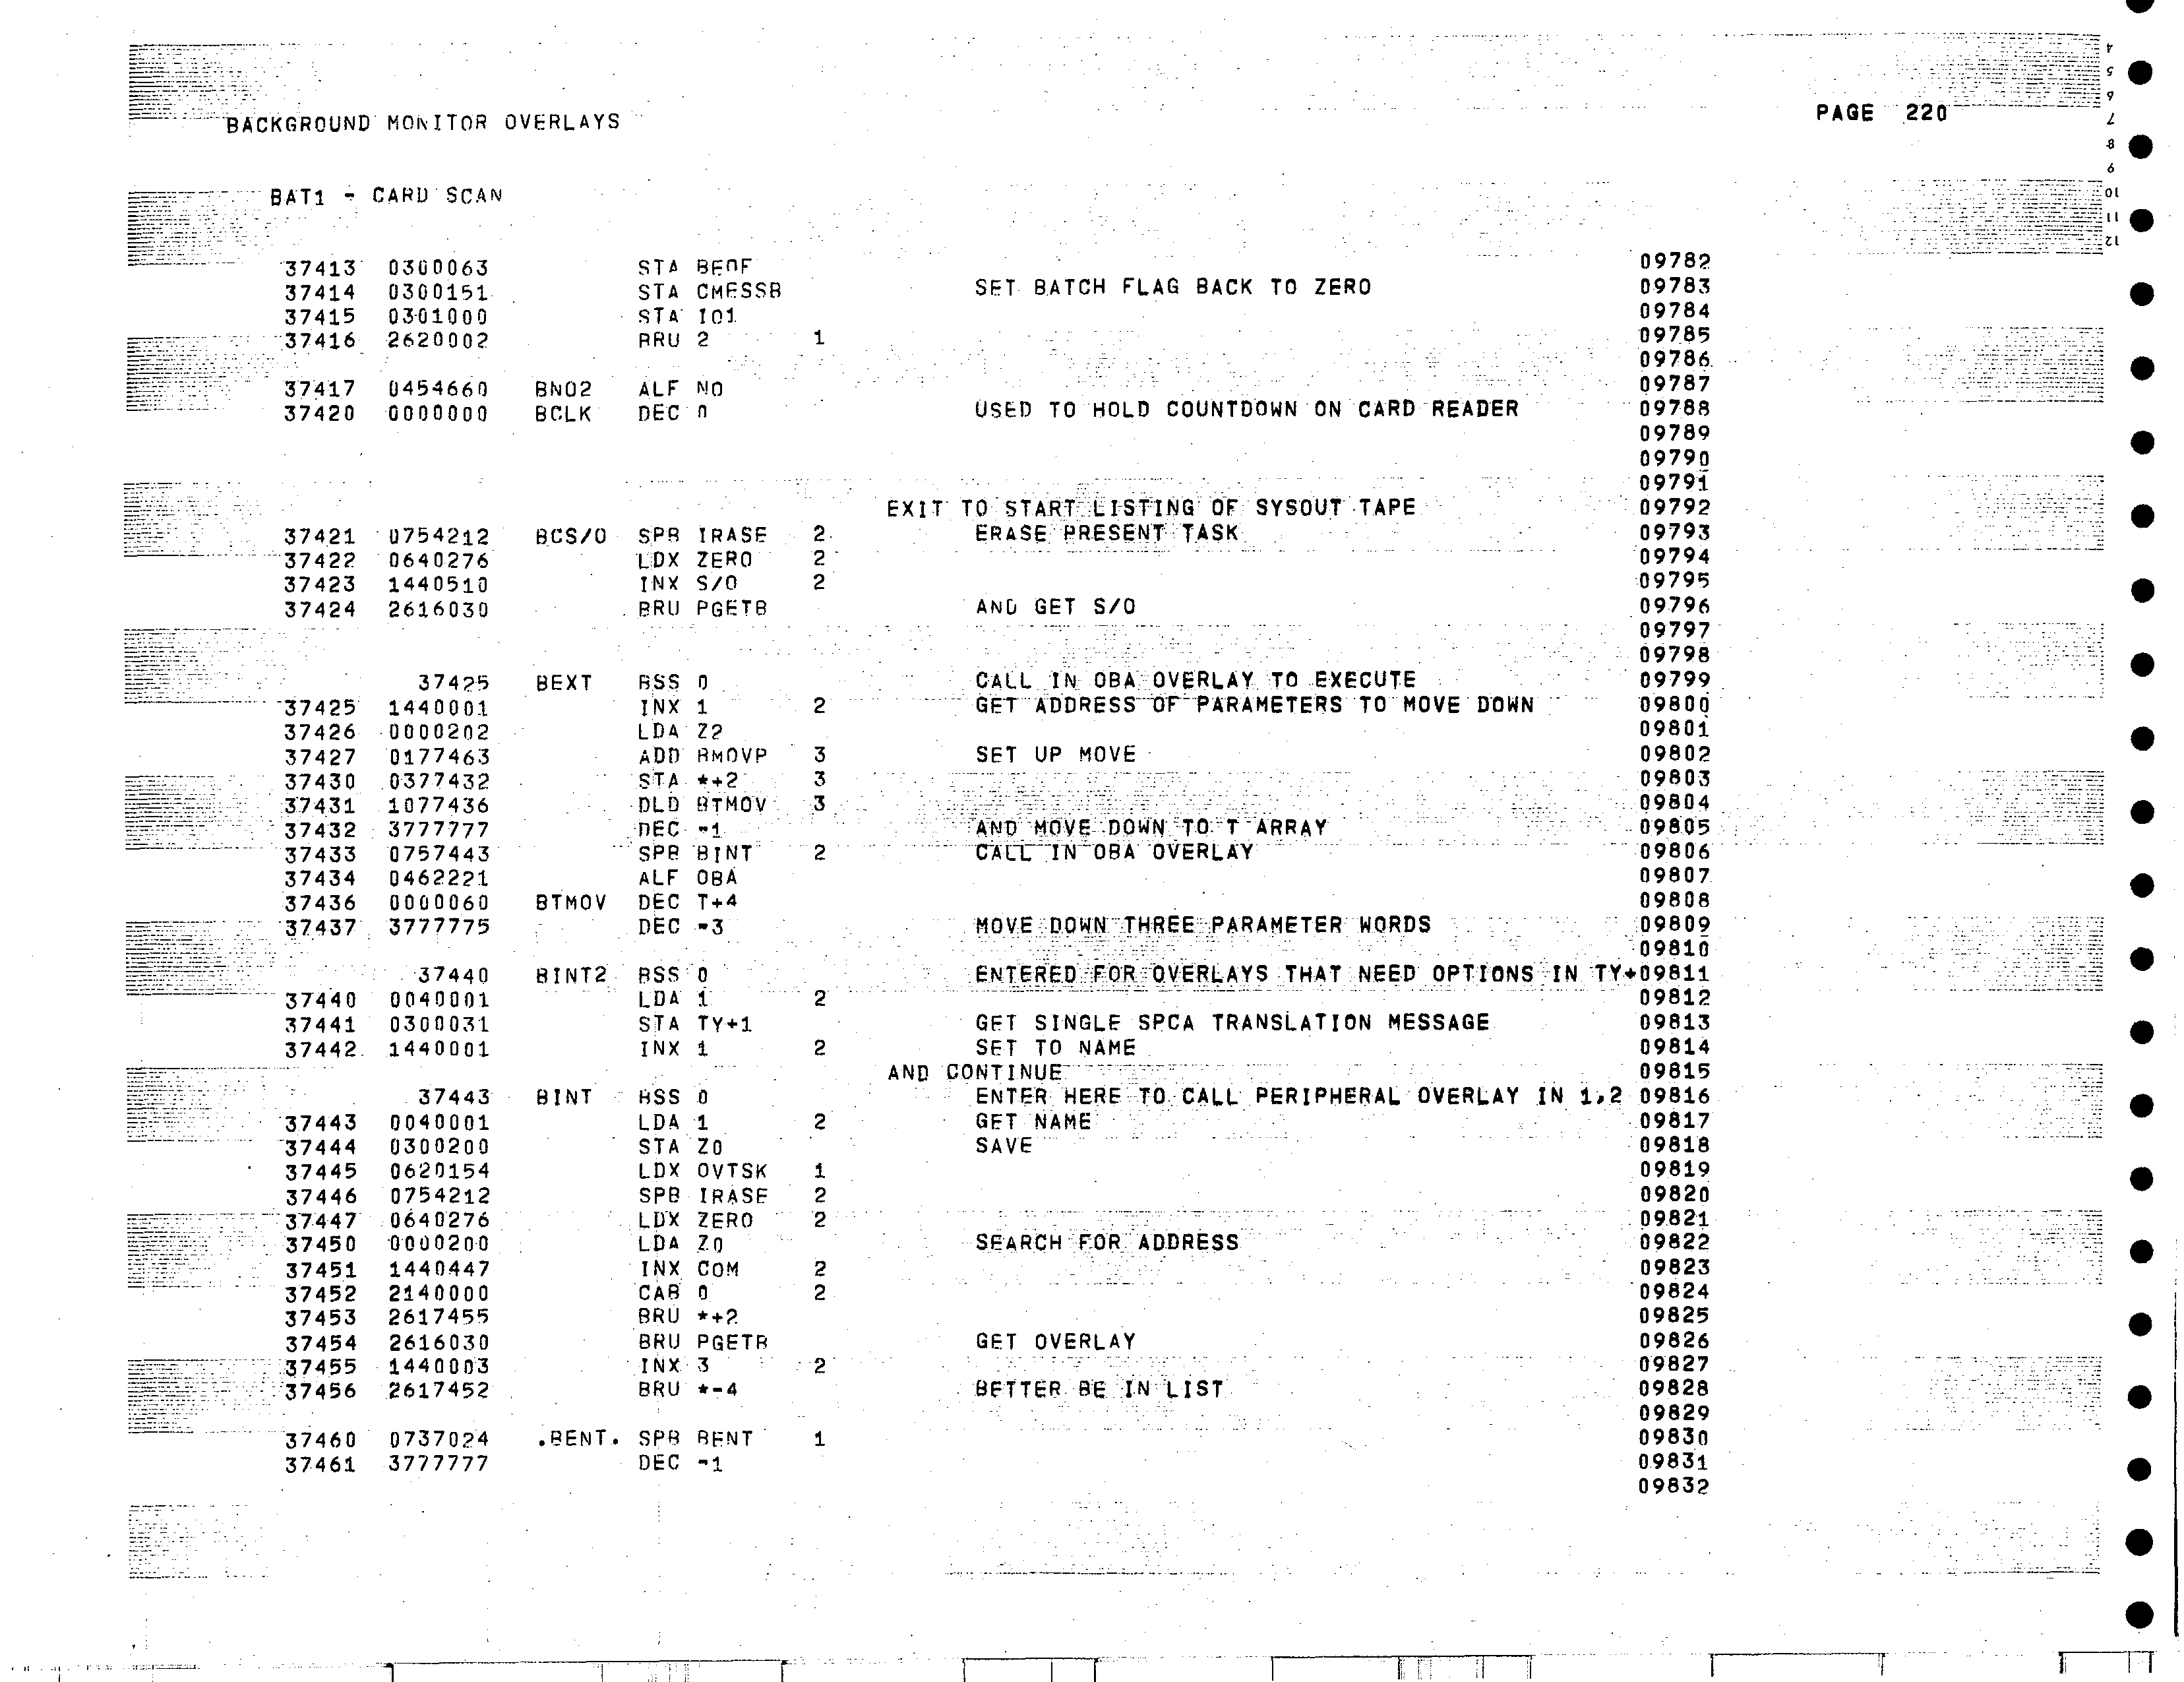 PAGE 220
BACKGROUND MONITOR OVERLAYS
BAT1 - CARD SCAN
37413 0300063 STA BEOF 09782
37414 0300151 STA CMESSB SET BATCH FLAG BACK TO ZERO 09783
37415 0301000 STA IO1 09784
37416 2620002 BRU 2 1 09785
09786
37417 0454660 BNO2 ALF NO 09787
37420 0000000 BCLK DEC 0 USED TO HOLD COUNTDOWN ON CARD READER 09788
09789
09790
09791
EXIT TO START LISTING OF SYSOUT TAPE 09792
37421 0754212 BCS/O SPB IRASE 2 ERASE PRESENT TASK 09793
37422 0640276 LDX ZERO 2 09794
37423 1440510 INX S/O 2 09795
37424 2616030 BRU PGETB AND GET S/O 09796
09797
09798
37425 BEXT BSS 0 CALL IN OBA OVERLAY TO EXECUTE 09799
37425 1440001 INX 1 2 GET ADDRESS OF PARAMETERS TO MOVE DOWN 09800
37426 0000202 LDA Z2 09801
37427 0177463 ADD BMOVP 3 SET UP MOVE 09802
37430 0377432 STA *+2 3 09803
37431 1077436 DLD BTMOV 3 09804
37432 3777777 DEC -1 AND MOVE DOWN TO T ARRAY 09805
37433 0757443 SPB BINT 2 CALL IN OBA OVERLAY 09806
37434 0462221 ALF OBA 09807
37436 0000060 BTMOV DEC T+4 09808
37437 3777775 DEC -3 MOVE DOWN THREE PARAMETER WORDS 09809
09810
37440 BINT2 BSS 0 ENTERED FOR OVERLAYS THAT NEED OPTIONS IN TY+09811
37440 0040001 LDA 1 2 09812
37441 0300031 STA TY+1 GET SINGLE SPCA TRANSLATION MESSAGE 09813
37442 1440001 INX 1 2 SET TO NAME 09814
AND CONTINUE 09815
37443 BINT BSS 0 ENTER HERE TO CALL PERIPHERAL OVERLAY IN 1,2 09816
37443 0040001 LDA 1 2 GET NAME 09817
37444 0300200 STA Z0 SAVE 09818
37445 0620154 LDX OVTSK 1 09819
37446 0754212 SPB IRASE 2 09820
37447 0640276 LDX ZERO 2 09821
37450 0000200 LDA Z0 SEARCH FOR ADDRESS 09822
37451 1440447 INX COM 2 09823
37452 2140000 CAB 0 2 09824
37453 2617455 BRU *+2 09825
37454 2616030 BRU PGETB GET OVERLAY 09826
37455 1440003 INX 3 2 09827
37456 2617452 BRU *-4 BETTER BE IN LIST 09828
09829
37460 0737024 .BENT. SPB BENT 1 09830
37461 3777777 DEC -1 09831
09832
4
5
6
7
8
9
10
11
12